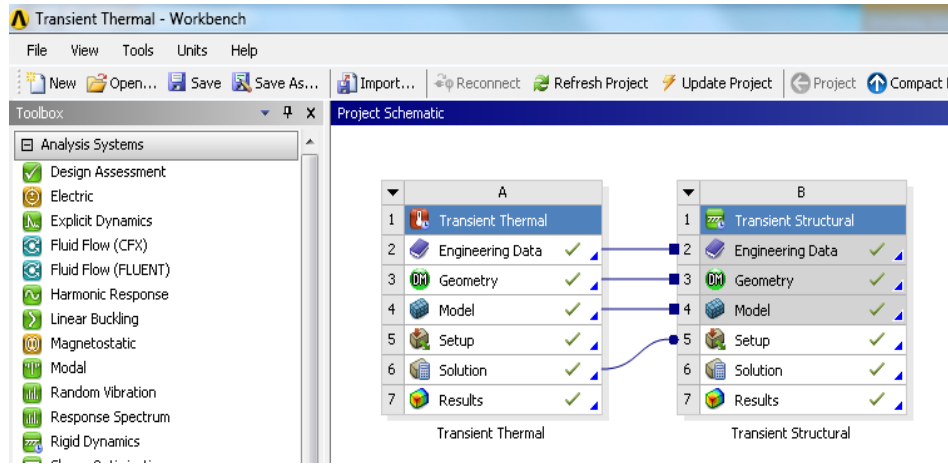 Transient Thermal - Workbench
File View Tools Units Help
New Open... Save Save As... Import... Reconnect Refresh Project Update Project Project Compact
Toolbox
Project Schematic
Analysis Systems
Design Assessment
Electric
Explicit Dynamics
Fluid Flow (CFX)
Fluid Flow (FLUENT)
Harmonic Response
Linear Buckling
Magnetostatic
Modal
Random Vibration
Response Spectrum
Rigid Dynamics
A
1 Transient Thermal
2 Engineering Data
3 DM Geometry
4 Model
5 Setup
6 Solution
7 Results
Transient Thermal
B
1 Transient Structural
2 Engineering Data
3 DM Geometry
4 Model
5 Setup
6 Solution
7 Results
Transient Structural